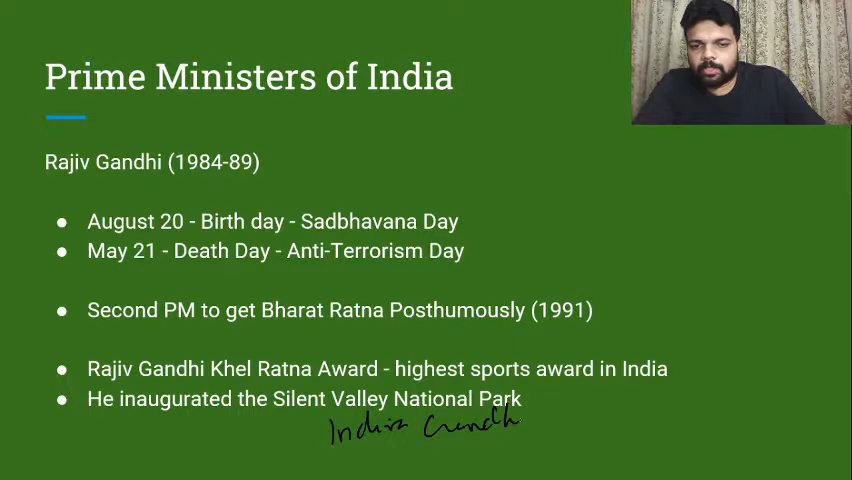 Prime Ministers of India
Rajiv Gandhi (1984-89)
● August 20 - Birth day - Sadbhavana Day
● May 21 - Death Day - Anti-Terrorism Day
● Second PM to get Bharat Ratna Posthumously (1991)
● Rajiv Gandhi Khel Ratna Award - highest sports award in India
● He inaugurated the Silent Valley National Park
Indira Gandh